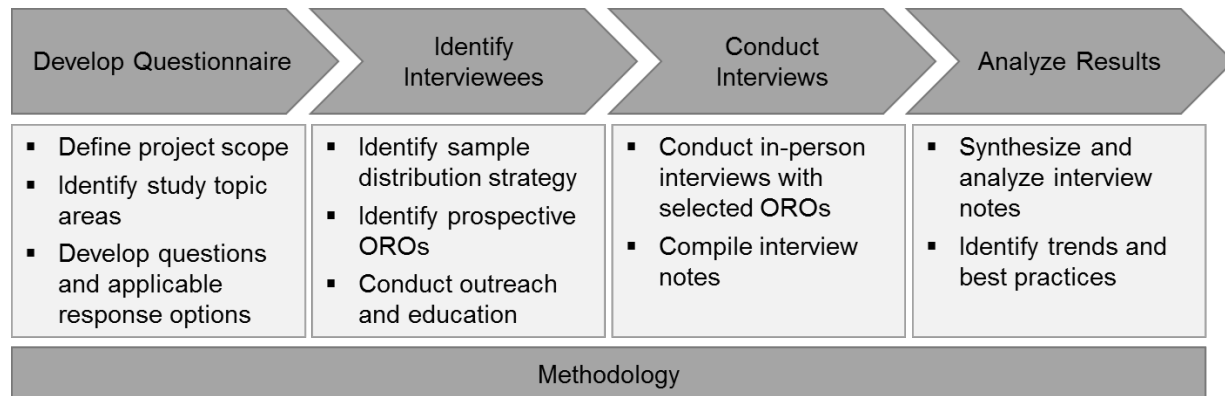 Develop Questionnaire
Identify
Interviewees
Conduct
Interviews
Analyze Results
▪ Define project scope
▪ Identify study topic
areas
▪ Develop questions
and applicable
response options
▪ Identify sample
distribution strategy
▪ Identify prospective
OROs
▪ Conduct outreach
and education
▪ Conduct in-person
interviews with
selected OROs
▪ Compile interview
notes
▪ Synthesize and
analyze interview
notes
▪ Identify trends and
best practices
Methodology